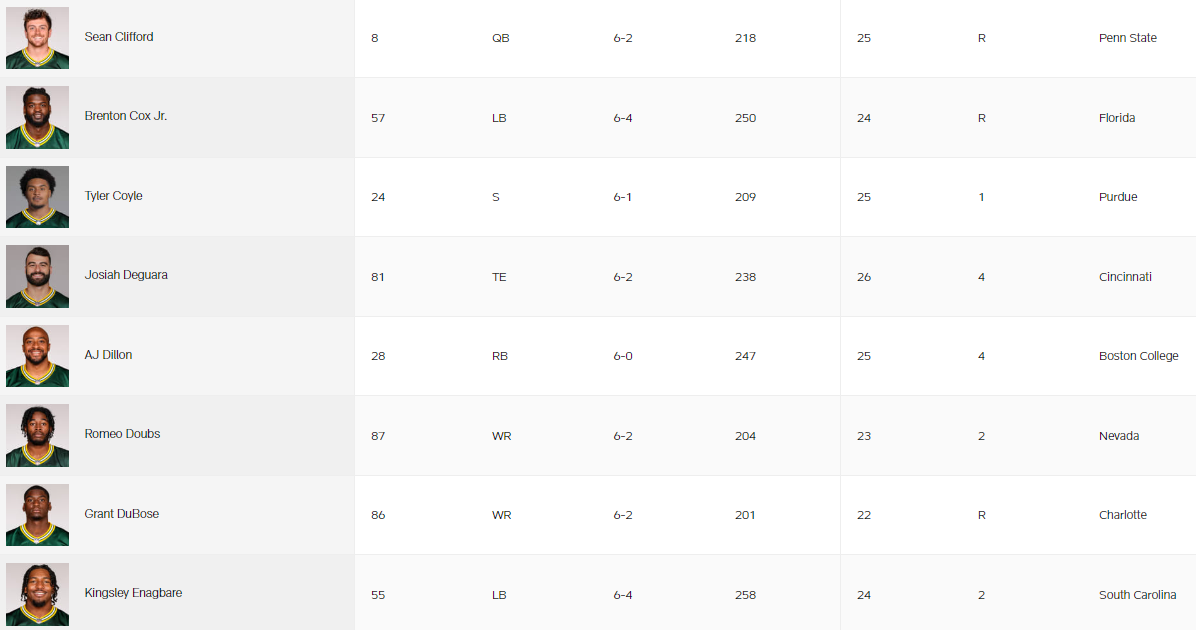 Sean Clifford 8 QB 6-2 218 25 R Penn State
Brenton Cox Jr. 57 LB 6-4 250 24 R Florida
Tyler Coyle 24 S 6-1 209 25 1 Purdue
Josiah Deguara 81 TE 6-2 238 26 4 Cincinnati
AJ Dillon 28 RB 6-0 247 25 4 Boston College
Romeo Doubs 87 WR 6-2 204 23 2 Nevada
Grant DuBose 86 WR 6-2 201 22 R Charlotte
Kingsley Enagbare 55 LB 6-4 258 24 2 South Carolina